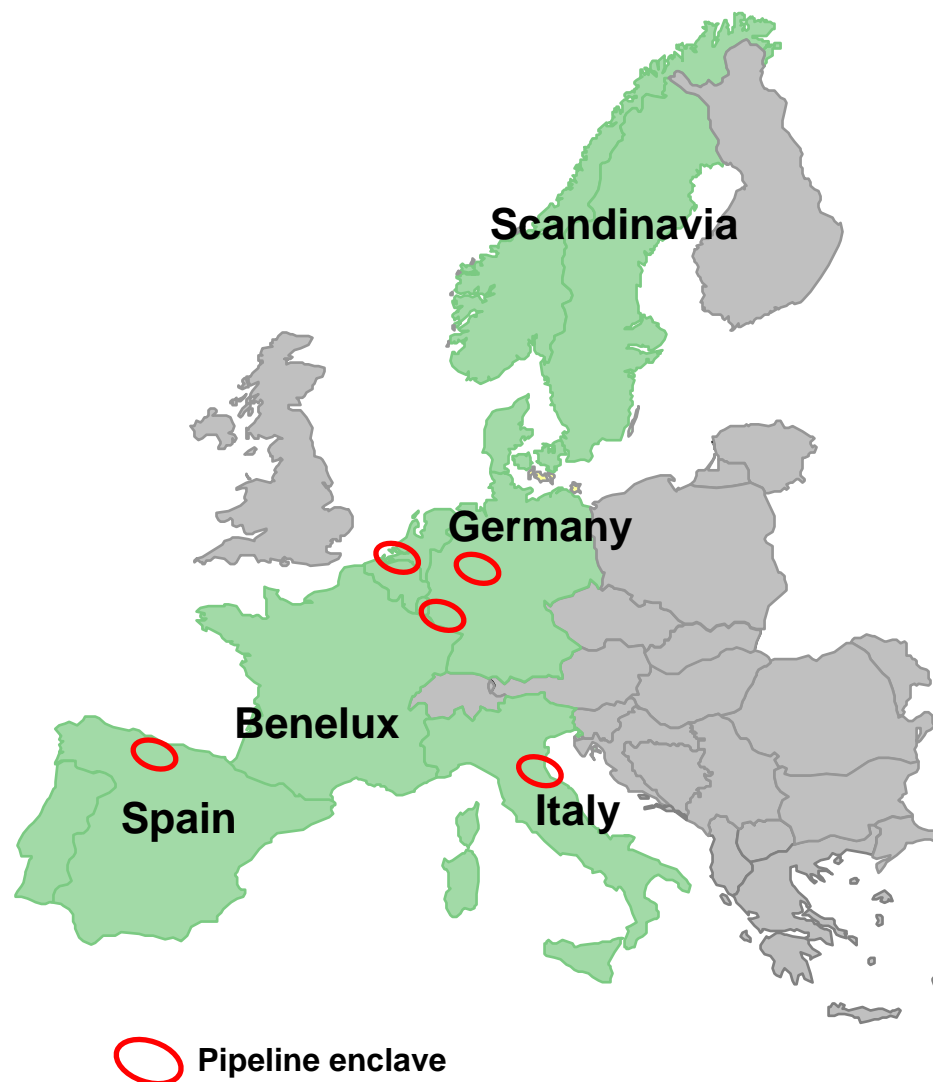 Scandinavia
Germany
Benelux
Spain
Italy
Pipeline enclave